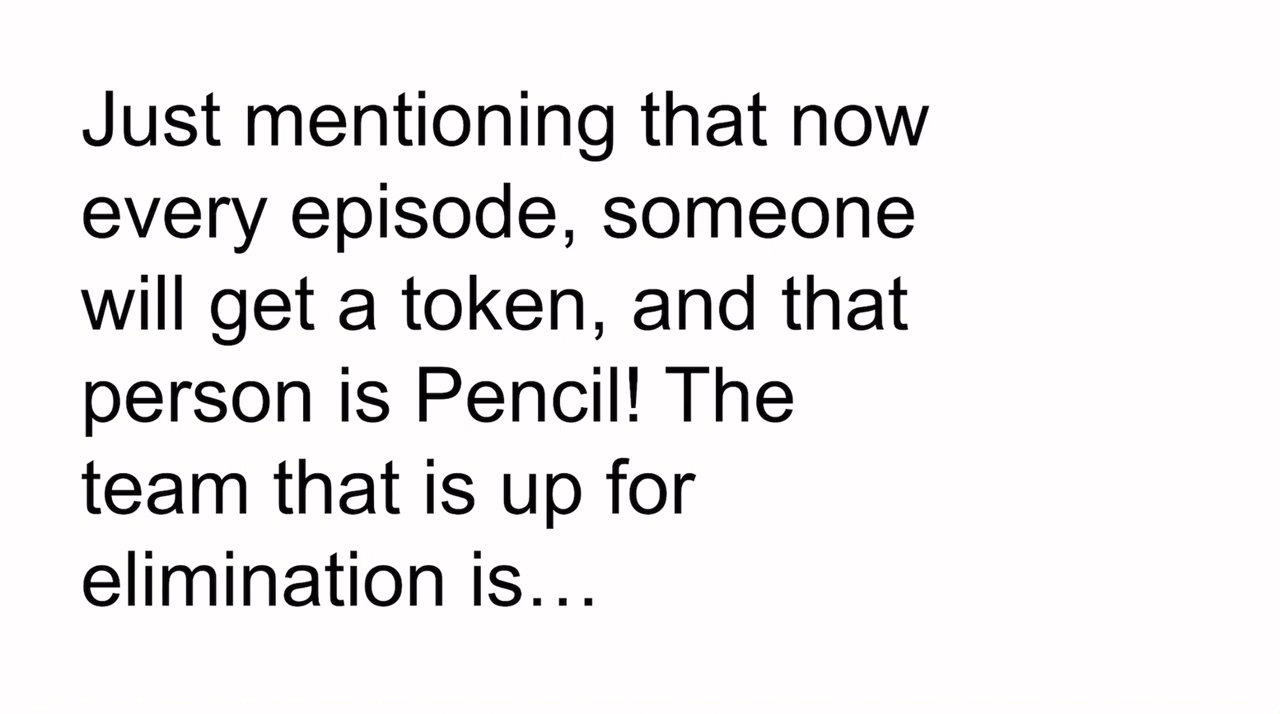 Just mentioning that now
every episode, someone
will get a token, and that
person is Pencil! The
team that is up for
elimination is…